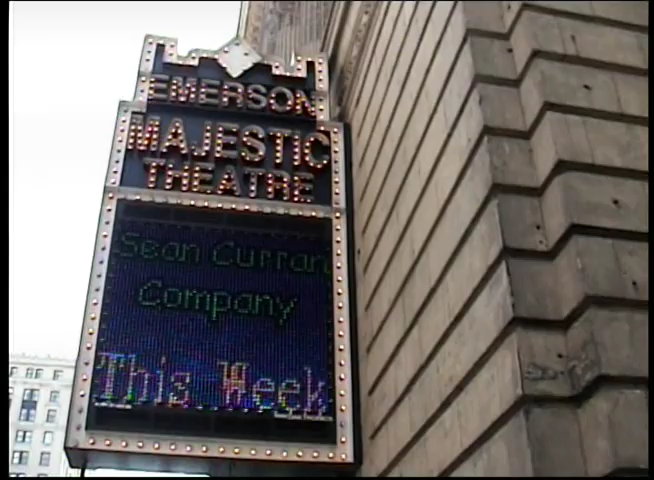 EMERSON
MAJESTIC
THEATRE
Sean Curran
Company
This Week